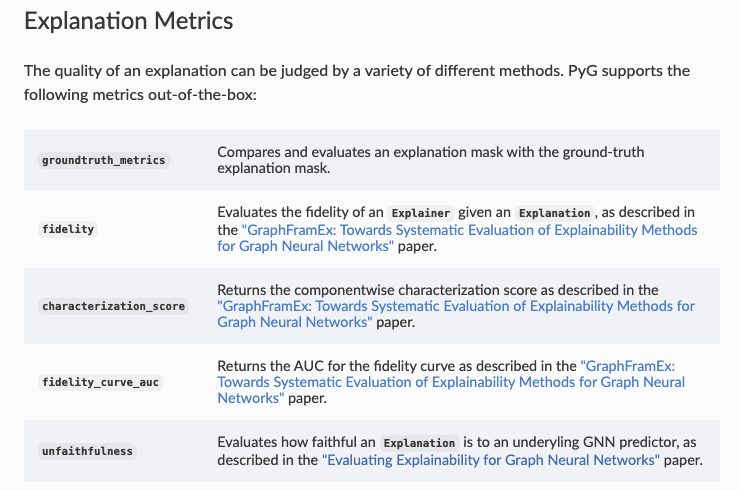 Explanation Metrics
The quality of an explanation can be judged by a variety of different methods. PyG supports the
following metrics out-of-the-box:
groundtruth_metrics
Compares and evaluates an explanation mask with the ground-truth
explanation mask.
fidelity
Evaluates the fidelity of an Explainer given an Explanation, as described in
the "GraphFramEx: Towards Systematic Evaluation of Explainability Methods
for Graph Neural Networks" paper.
characterization_score
Returns the componentwise characterization score as described in the
"GraphFramEx: Towards Systematic Evaluation of Explainability Methods for
Graph Neural Networks" paper.
fidelity_curve_auc
Returns the AUC for the fidelity curve as described in the "GraphFramEx:
Towards Systematic Evaluation of Explainability Methods for Graph Neural
Networks" paper.
unfaithfulness
Evaluates how faithful an Explanation is to an underyling GNN predictor, as
described in the "Evaluating Explainability for Graph Neural Networks" paper.